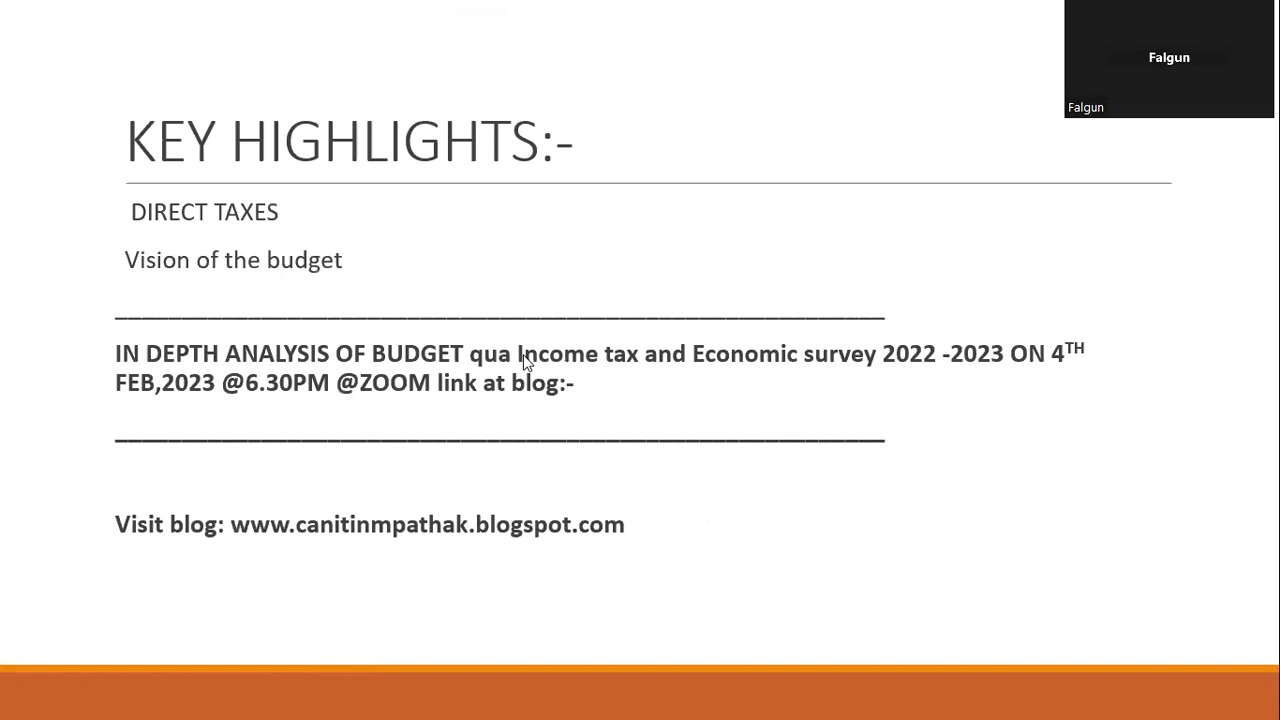 Falgun
Falgun
KEY HIGHLIGHTS:-
DIRECT TAXES
Vision of the budget
IN DEPTH ANALYSIS OF BUDGET qua Income tax and Economic survey 2022 -2023 ON 4TH
FEB,2023 @6.30PM @ZOOM link at blog:-
Visit blog: www.canitinmpathak.blogspot.com